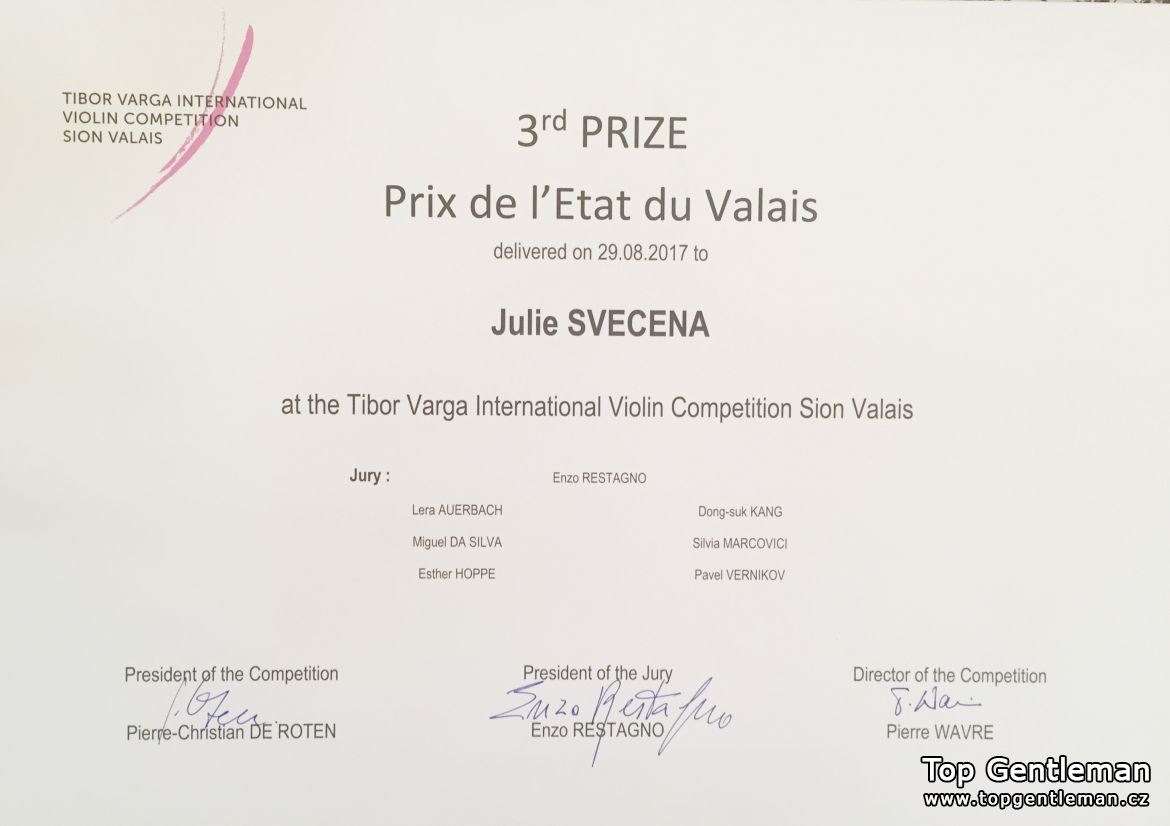 TIBOR VARGA INTERNATIONAL
VIOLIN COMPETITION
SION VALAIS
3rd PRIZE
Prix de l'Etat du Valais
delivered on 29.08.2017 to
Julie SVECENA
at the Tibor Varga International Violin Competition Sion Valais
Jury : Enzo RESTAGNO
Lera AUERBACH Dong-suk KANG
Miguel DA SILVA Silvia MARCOVICI
Esther HOPPE Pavel VERNIKOV
President of the Competition President of the Jury Director of the Competition
Enzo Restagno
Pierre-Christian DE ROTEN Enzo RESTAGNO Pierre WAVRE
Top Gentleman
www.topgentleman.cz